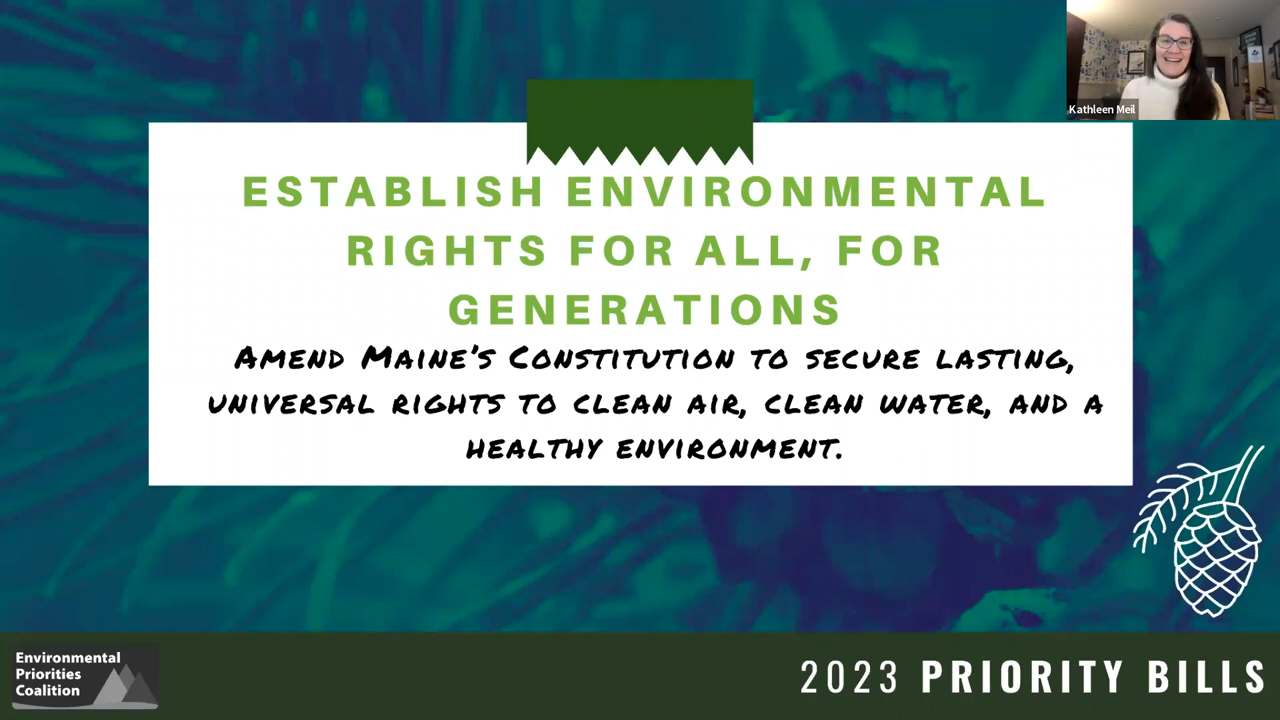 Kathleen Meil
ESTABLISH ENVIRONMENTAL
RIGHTS FOR ALL, FOR
GENERATIONS
AMEND MAINE'S CONSTITUTION TO SECURE LASTING,
UNIVERSAL RIGHTS TO CLEAN AIR, CLEAN WATER, AND A
HEALTHY ENVIRONMENT.
Environmental
Priorities
Coalition
2023 PRIORITY BILLS